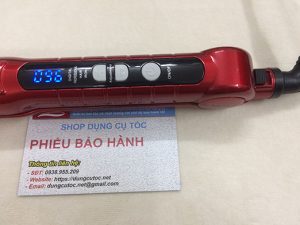 096
SHOP DỤNG CỤ TÓC
PHIẾU BẢO HÀNH
Thông tin liên hệ:
- SĐT: 0938.955.209
- Website: https://dungcutoc.net
- Email: dungcutoc.net@gmail.com